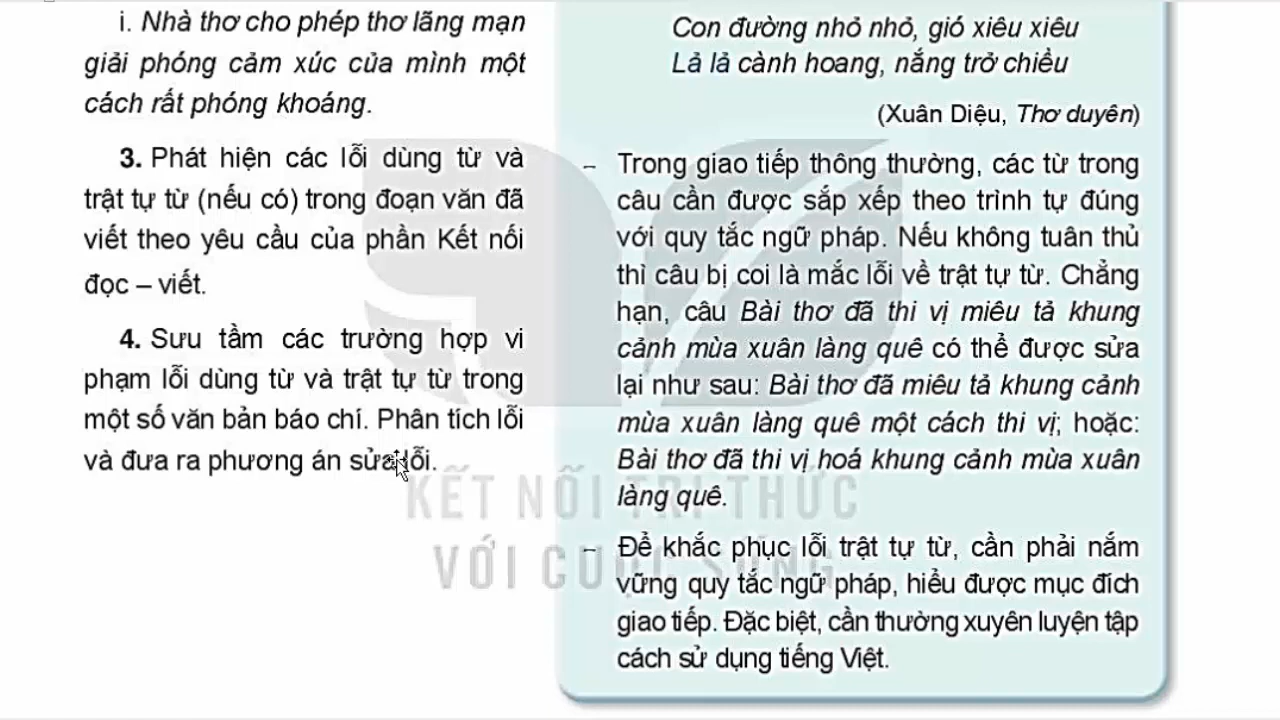 i. Nhà thơ cho phép thơ lãng mạn
giải phóng cảm xúc của mình một
cách rất phóng khoáng.
3. Phát hiện các lỗi dùng từ và
trật tự từ (nếu có) trong đoạn văn đã
viết theo yêu cầu của phần Kết nối
đọc – viết.
4. Sưu tầm các trường hợp vi
phạm lỗi dùng từ và trật tự từ trong
một số văn bản báo chí. Phân tích lỗi
và đưa ra phương án sửa lỗi.
Con đường nhỏ nhỏ, gió xiêu xiêu
Lả lả cành hoang, nắng trở chiều
(Xuân Diệu, Thơ duyên)
– Trong giao tiếp thông thường, các từ trong
câu cần được sắp xếp theo trình tự đúng
với quy tắc ngữ pháp. Nếu không tuân thủ
thì câu bị coi là mắc lỗi về trật tự từ. Chẳng
hạn, câu Bài thơ đã thi vị miêu tả khung
cảnh mùa xuân làng quê có thể được sửa
lại như sau: Bài thơ đã miêu tả khung cảnh
mùa xuân làng quê một cách thi vị; hoặc:
Bài thơ đã thi vị hoá khung cảnh mùa xuân
làng quê.
– Để khắc phục lỗi trật tự từ, cần phải nắm
vững quy tắc ngữ pháp, hiểu được mục đích
giao tiếp. Đặc biệt, cần thường xuyên luyện tập
cách sử dụng tiếng Việt.
KẾT NỐI TRI THỨC
VỚI CUỘC SỐNG